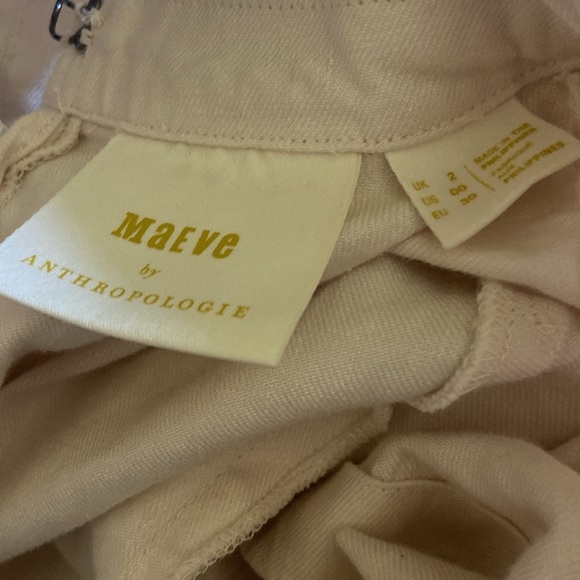 MaEVe
by
ANTHROPOLOGIE
UK 2
US 00
EU 30
MADE IN THE
PHILIPPINES
PHILIPPINES